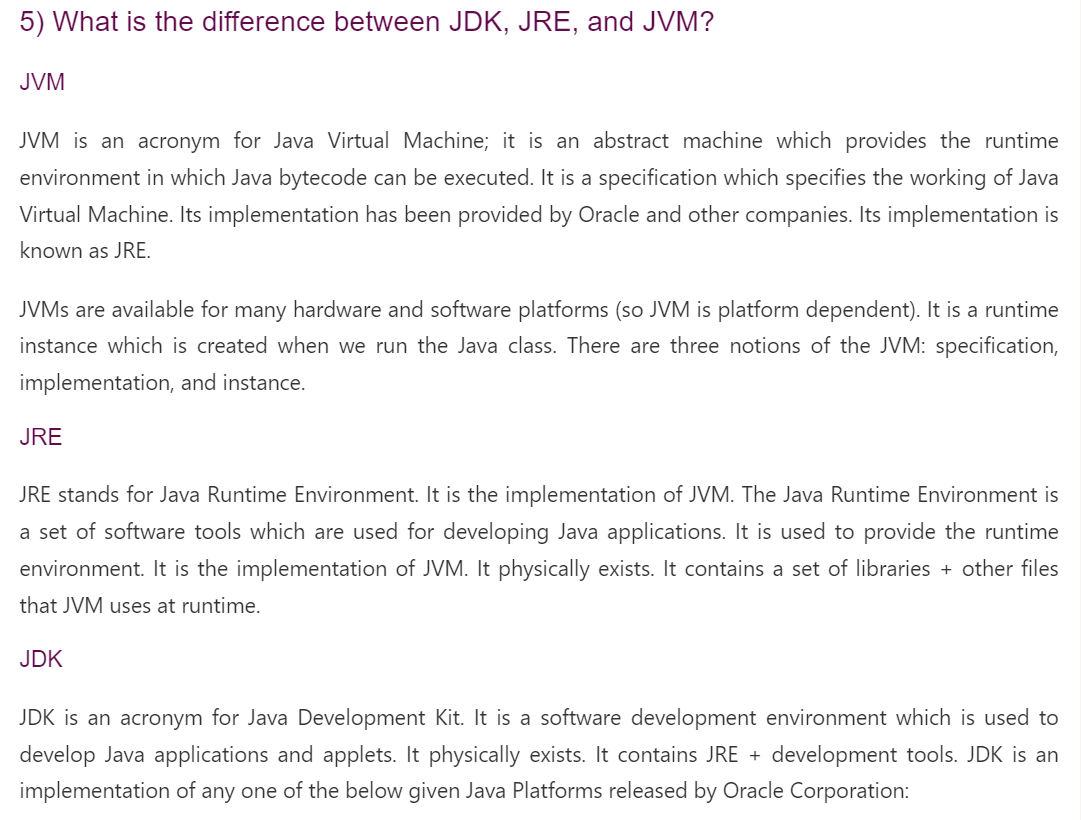 5) What is the difference between JDK, JRE, and JVM?
JVM
JVM is an acronym for Java Virtual Machine; it is an abstract machine which provides the runtime
environment in which Java bytecode can be executed. It is a specification which specifies the working of Java
Virtual Machine. Its implementation has been provided by Oracle and other companies. Its implementation is
known as JRE.
JVMs are available for many hardware and software platforms (so JVM is platform dependent). It is a runtime
instance which is created when we run the Java class. There are three notions of the JVM: specification,
implementation, and instance.
JRE
JRE stands for Java Runtime Environment. It is the implementation of JVM. The Java Runtime Environment is
a set of software tools which are used for developing Java applications. It is used to provide the runtime
environment. It is the implementation of JVM. It physically exists. It contains a set of libraries + other files
that JVM uses at runtime.
JDK
JDK is an acronym for Java Development Kit. It is a software development environment which is used to
develop Java applications and applets. It physically exists. It contains JRE + development tools. JDK is an
implementation of any one of the below given Java Platforms released by Oracle Corporation: